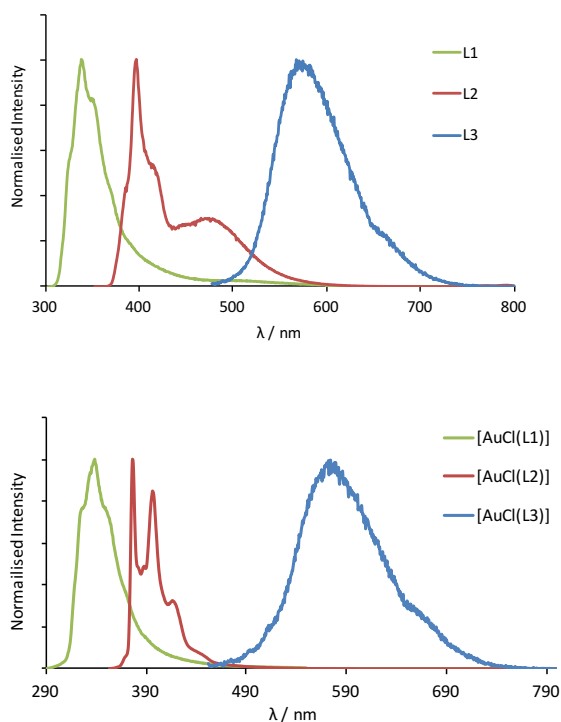 Normalised Intensity
L1
L2
L3
300 400 500 600 700 800
λ / nm
Normailised Intensity
[AuCl(L1)]
[AuCl(L2)]
[AuCl(L3)]
290 390 490 590 690 790
λ / nm